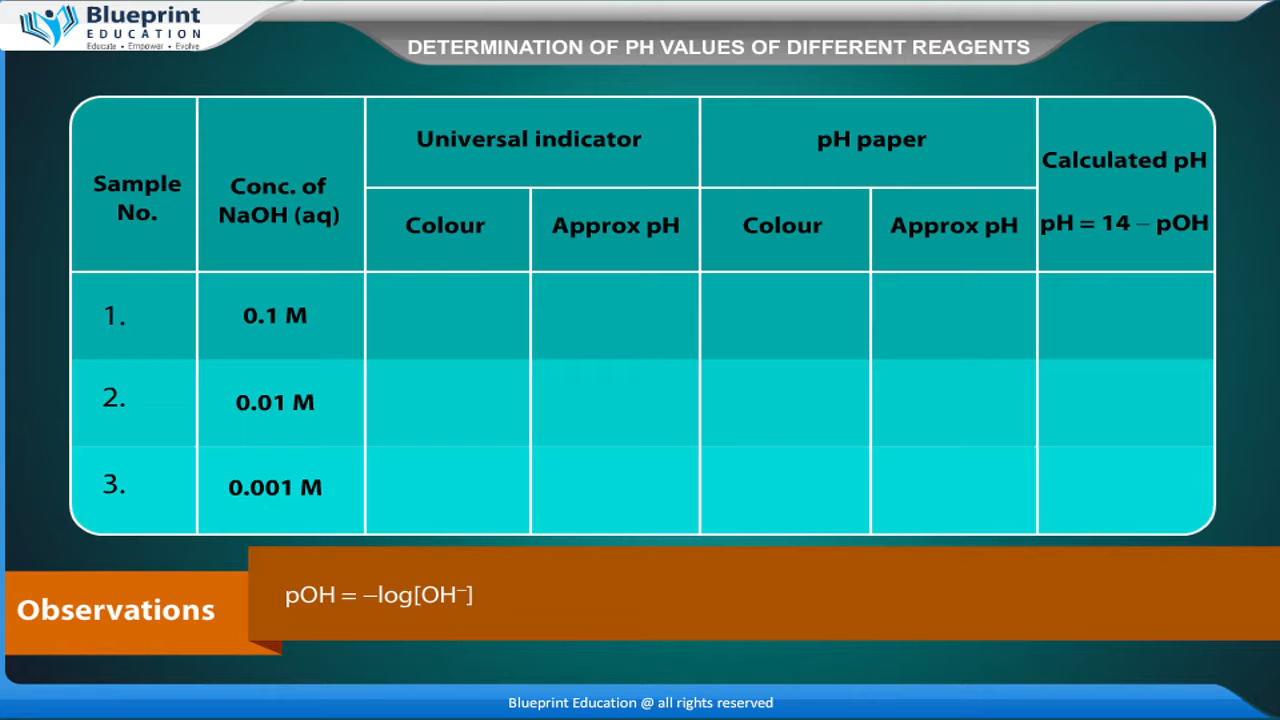 Blueprint
EDUCATION
Educate • Empower • Evolve
DETERMINATION OF PH VALUES OF DIFFERENT REAGENTS
Sample No.
Conc. of NaOH (aq)
Universal indicator
pH paper
Calculated pH
pH = 14 – pOH
Colour
Approx pH
Colour
Approx pH
1.
0.1 M
2.
0.01 M
3.
0.001 M
Observations
pOH = –log[OH⁻]
Blueprint Education @ all rights reserved